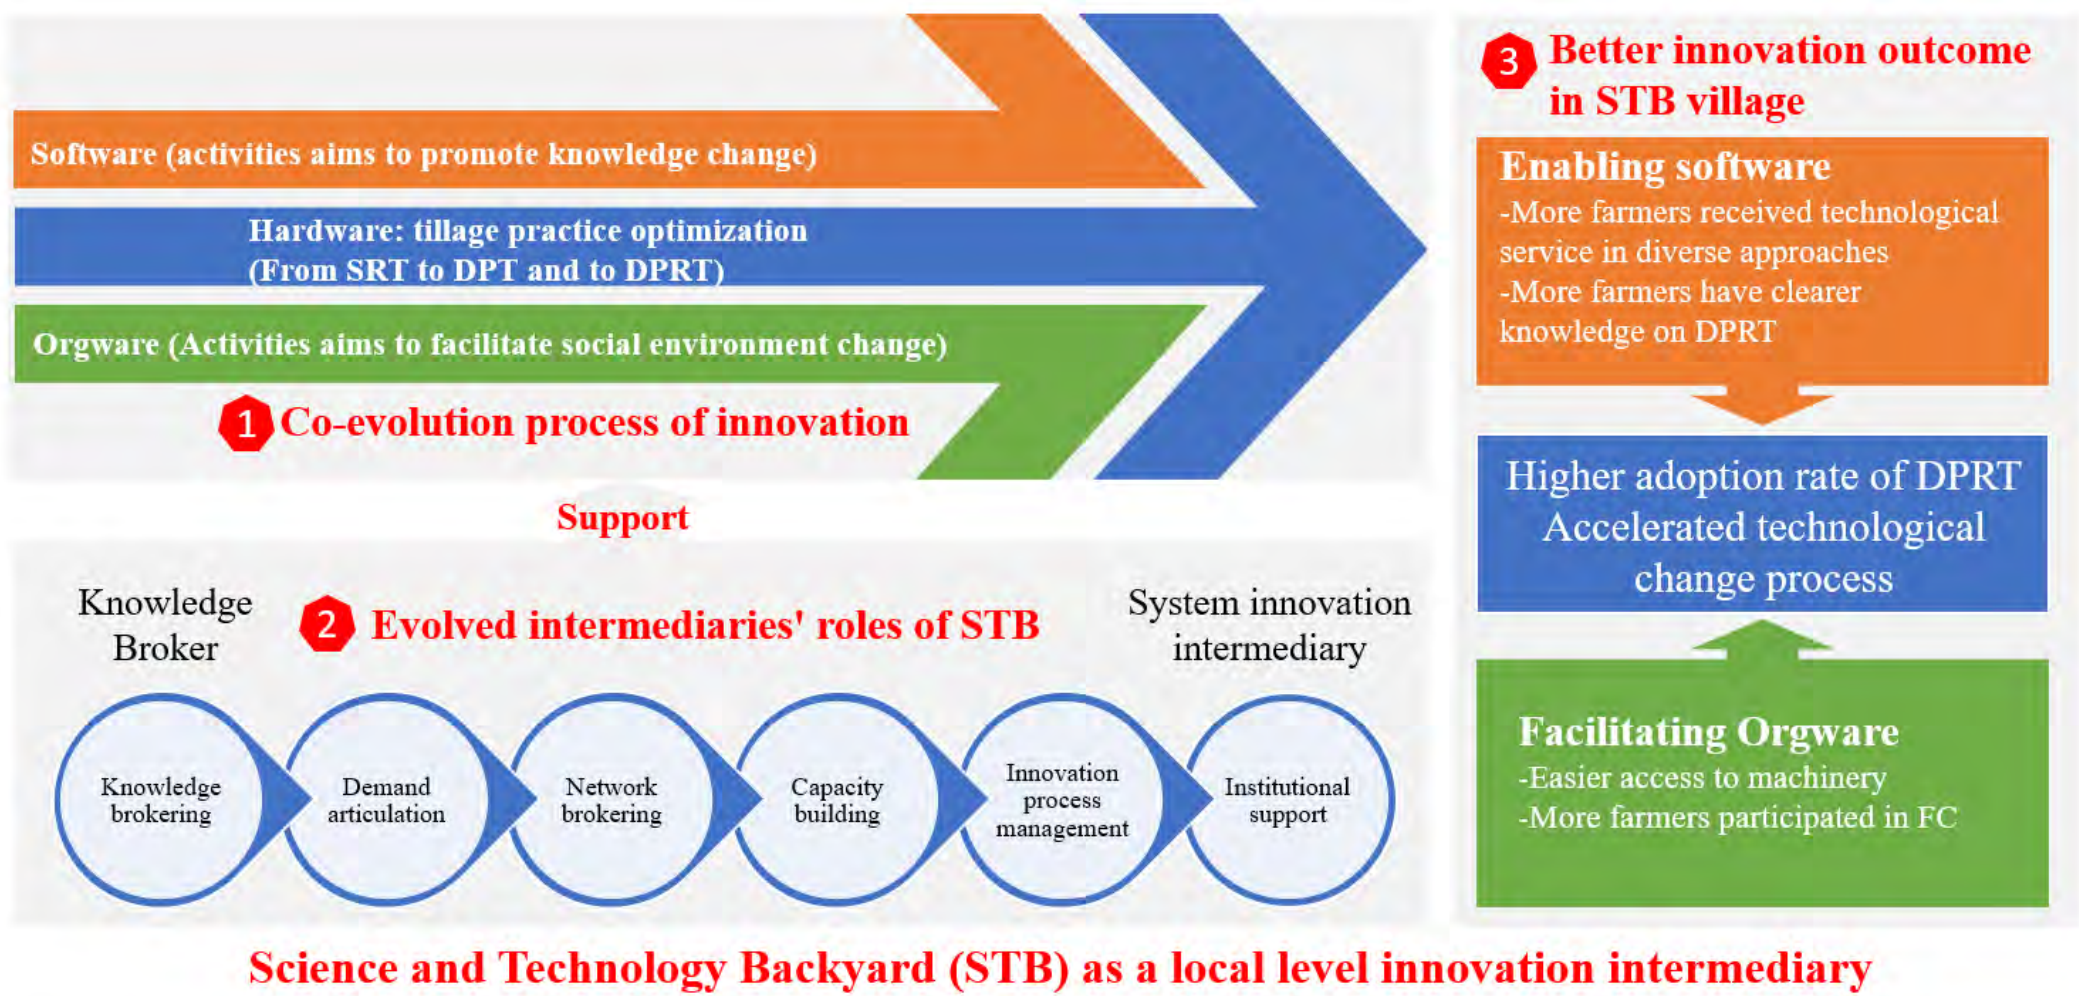 Software (activities aims to promote knowledge change)
Hardware: tillage practice optimization
(From SRT to DPT and to DPRT)
Orgware (Activities aims to facilitate social environment change)
1 Co-evolution process of innovation
Support
Knowledge
Broker
2 Evolved intermediaries' roles of STB
System innovation
intermediary
Knowledge
brokering
Demand
articulation
Network
brokering
Capacity
building
Innovation
process
management
Institutional
support
3 Better innovation outcome
in STB village
Enabling software
-More farmers received technological
service in diverse approaches
-More farmers have clearer
knowledge on DPRT
Higher adoption rate of DPRT
Accelerated technological
change process
Facilitating Orgware
-Easier access to machinery
-More farmers participated in FC
Science and Technology Backyard (STB) as a local level innovation intermediary